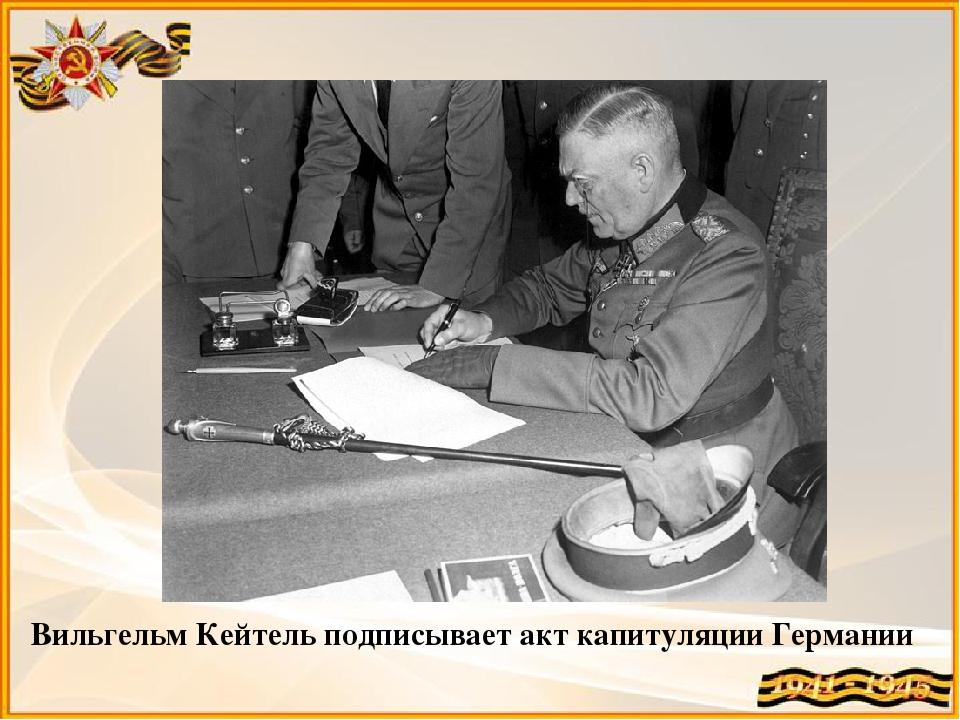 Вильгельм Кейтель подписывает акт капитуляции Германии
1941 - 1945